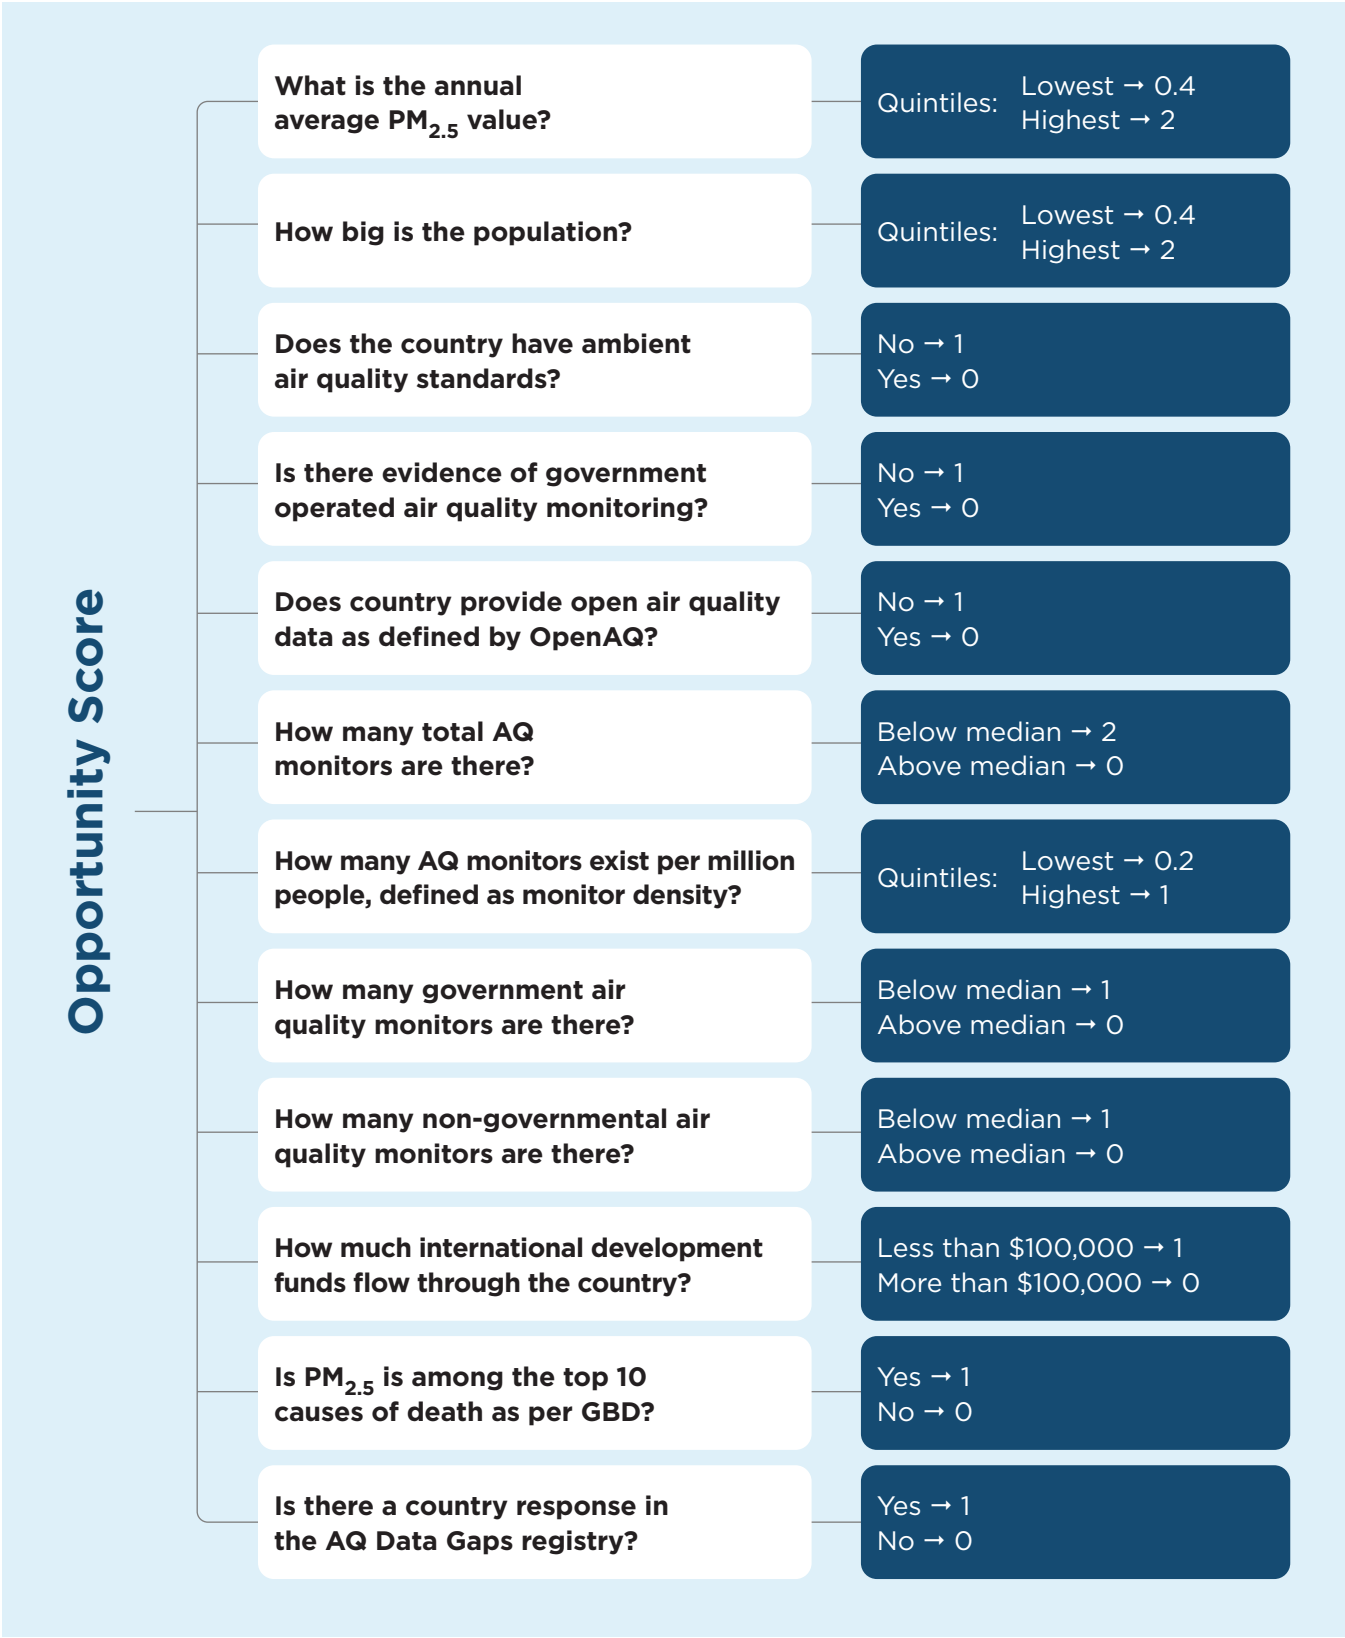 Opportunity Score
What is the annual
average PM2.5 value?
Quintiles:
Lowest → 0.4
Highest → 2
How big is the population?
Quintiles:
Lowest → 0.4
Highest → 2
Does the country have ambient
air quality standards?
No → 1
Yes → 0
Is there evidence of government
operated air quality monitoring?
No → 1
Yes → 0
Does country provide open air quality
data as defined by OpenAQ?
No → 1
Yes → 0
How many total AQ
monitors are there?
Below median → 2
Above median → 0
How many AQ monitors exist per million
people, defined as monitor density?
Quintiles:
Lowest → 0.2
Highest → 1
How many government air
quality monitors are there?
Below median → 1
Above median → 0
How many non-governmental air
quality monitors are there?
Below median → 1
Above median → 0
How much international development
funds flow through the country?
Less than $100,000 → 1
More than $100,000 → 0
Is PM2.5 is among the top 10
causes of death as per GBD?
Yes → 1
No → 0
Is there a country response in
the AQ Data Gaps registry?
Yes → 1
No → 0